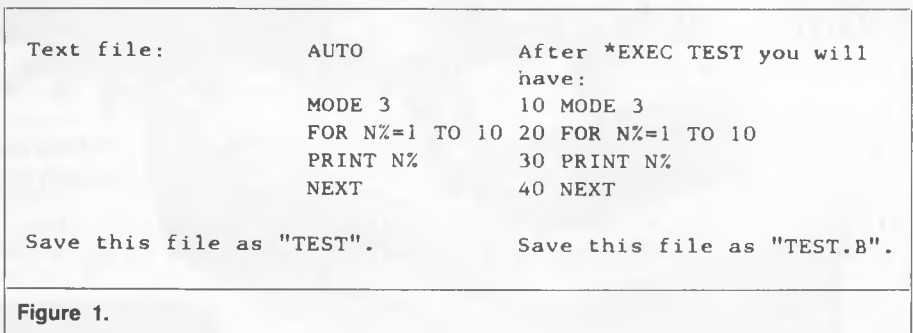 Text file: AUTO After *EXEC TEST you will
have:
MODE 3 10 MODE 3
FOR N%=1 TO 10 20 FOR N%=1 TO 10
PRINT N% 30 PRINT N%
NEXT 40 NEXT
Save this file as "TEST". Save this file as "TEST.B".
Figure 1.